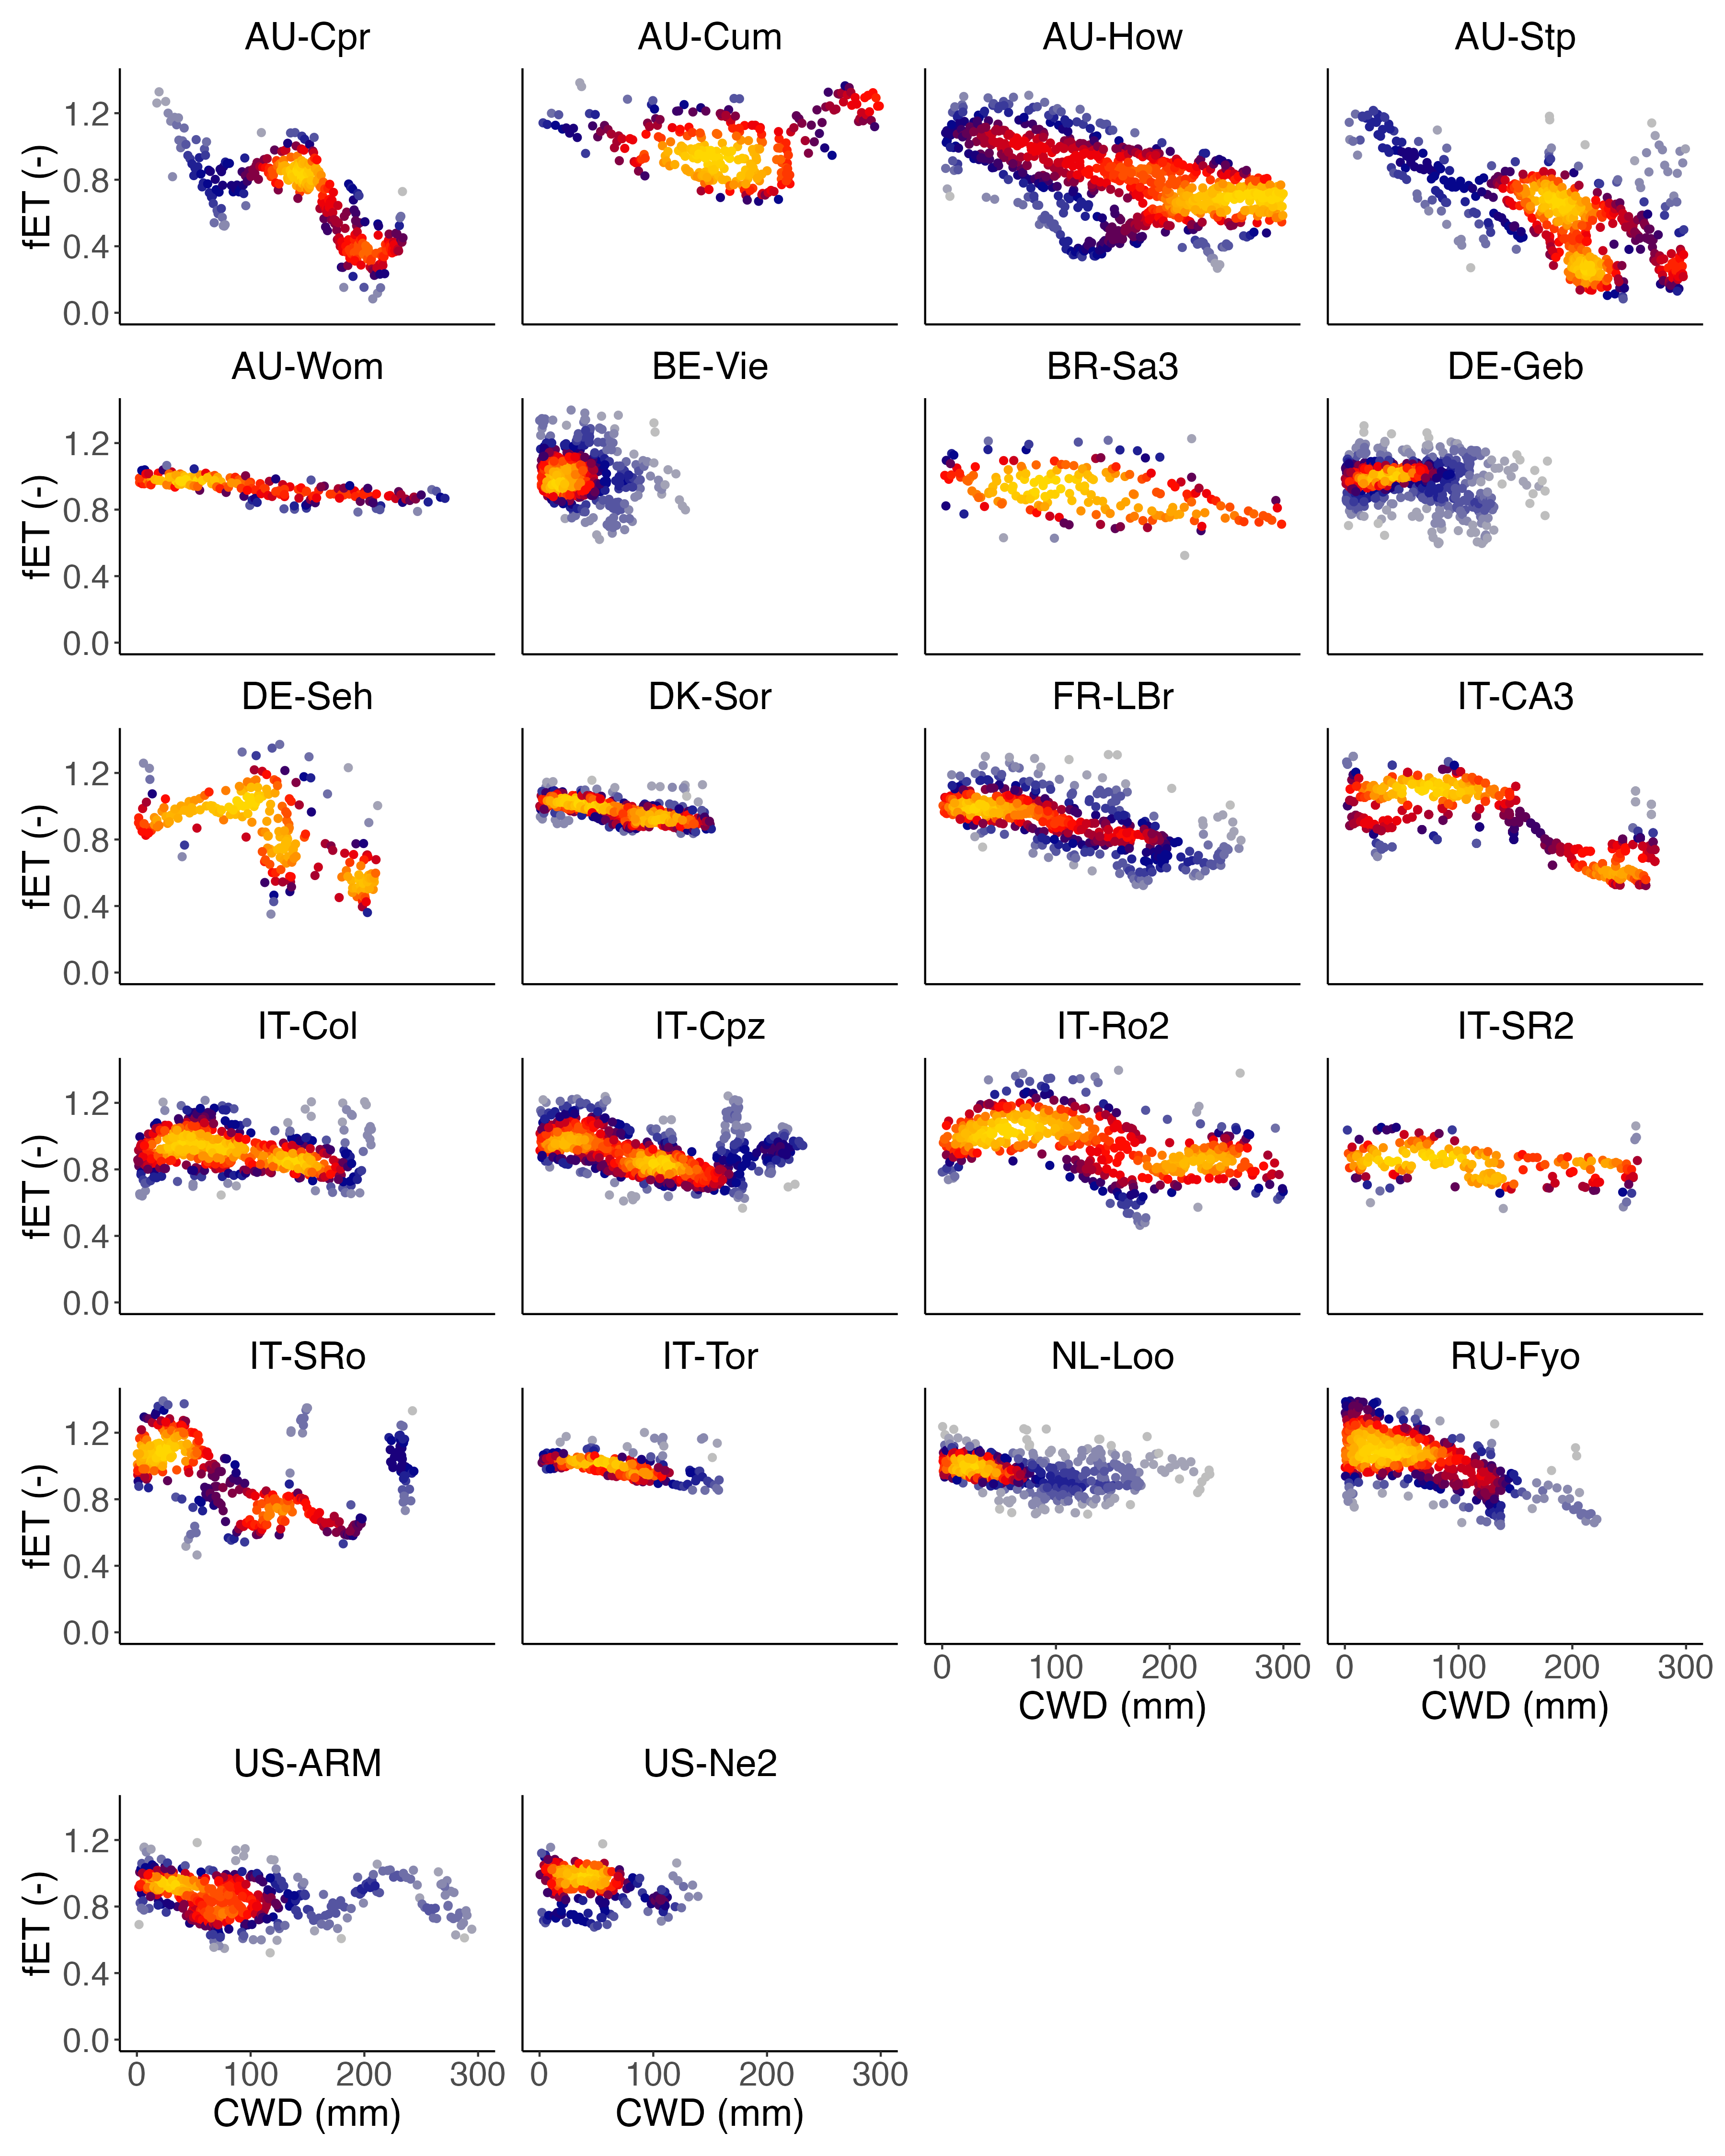 AU-Cpr AU-Cum AU-How AU-Stp
fET (-)
1.2
0.8
0.4
0.0
AU-Wom BE-Vie BR-Sa3 DE-Geb
fET (-)
1.2
0.8
0.4
0.0
DE-Seh DK-Sor FR-LBr IT-CA3
fET (-)
1.2
0.8
0.4
0.0
IT-Col IT-Cpz IT-Ro2 IT-SR2
fET (-)
1.2
0.8
0.4
0.0
IT-SRo IT-Tor NL-Loo RU-Fyo
fET (-)
1.2
0.8
0.4
0.0
0 100 200 300 0 100 200 300
CWD (mm) CWD (mm)
US-ARM US-Ne2
fET (-)
1.2
0.8
0.4
0.0
0 100 200 300 0 100 200 300
CWD (mm) CWD (mm)